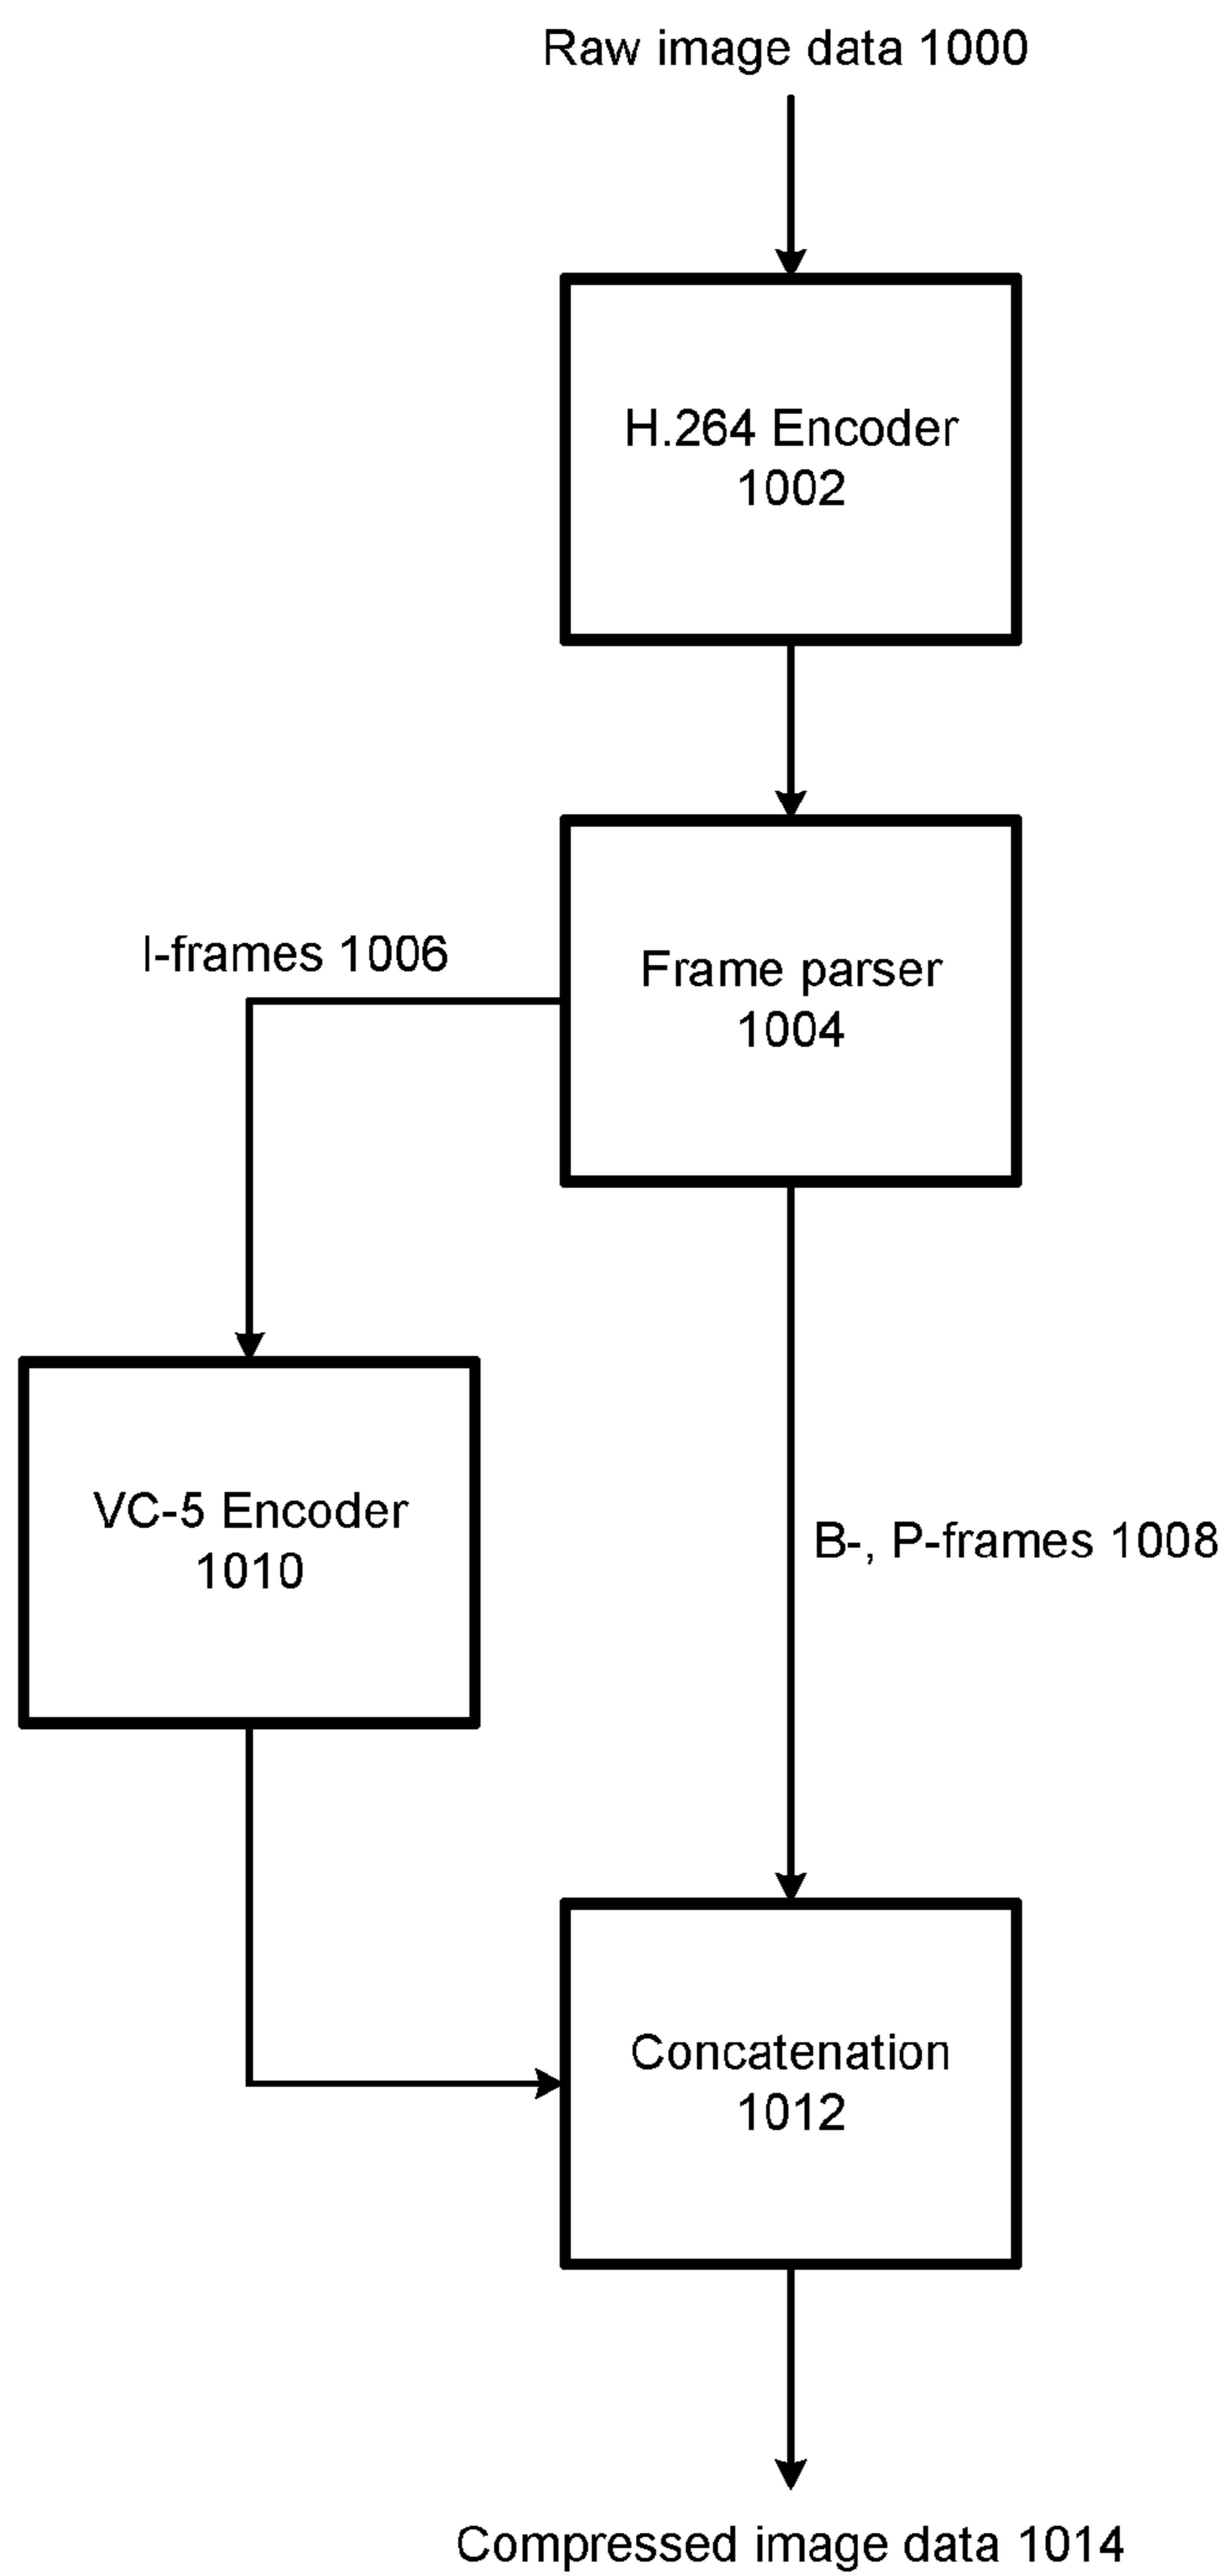 Raw image data 1000
H.264 Encoder
1002
I-frames 1006
Frame parser
1004
VC-5 Encoder
1010
B-, P-frames 1008
Concatenation
1012
Compressed image data 1014